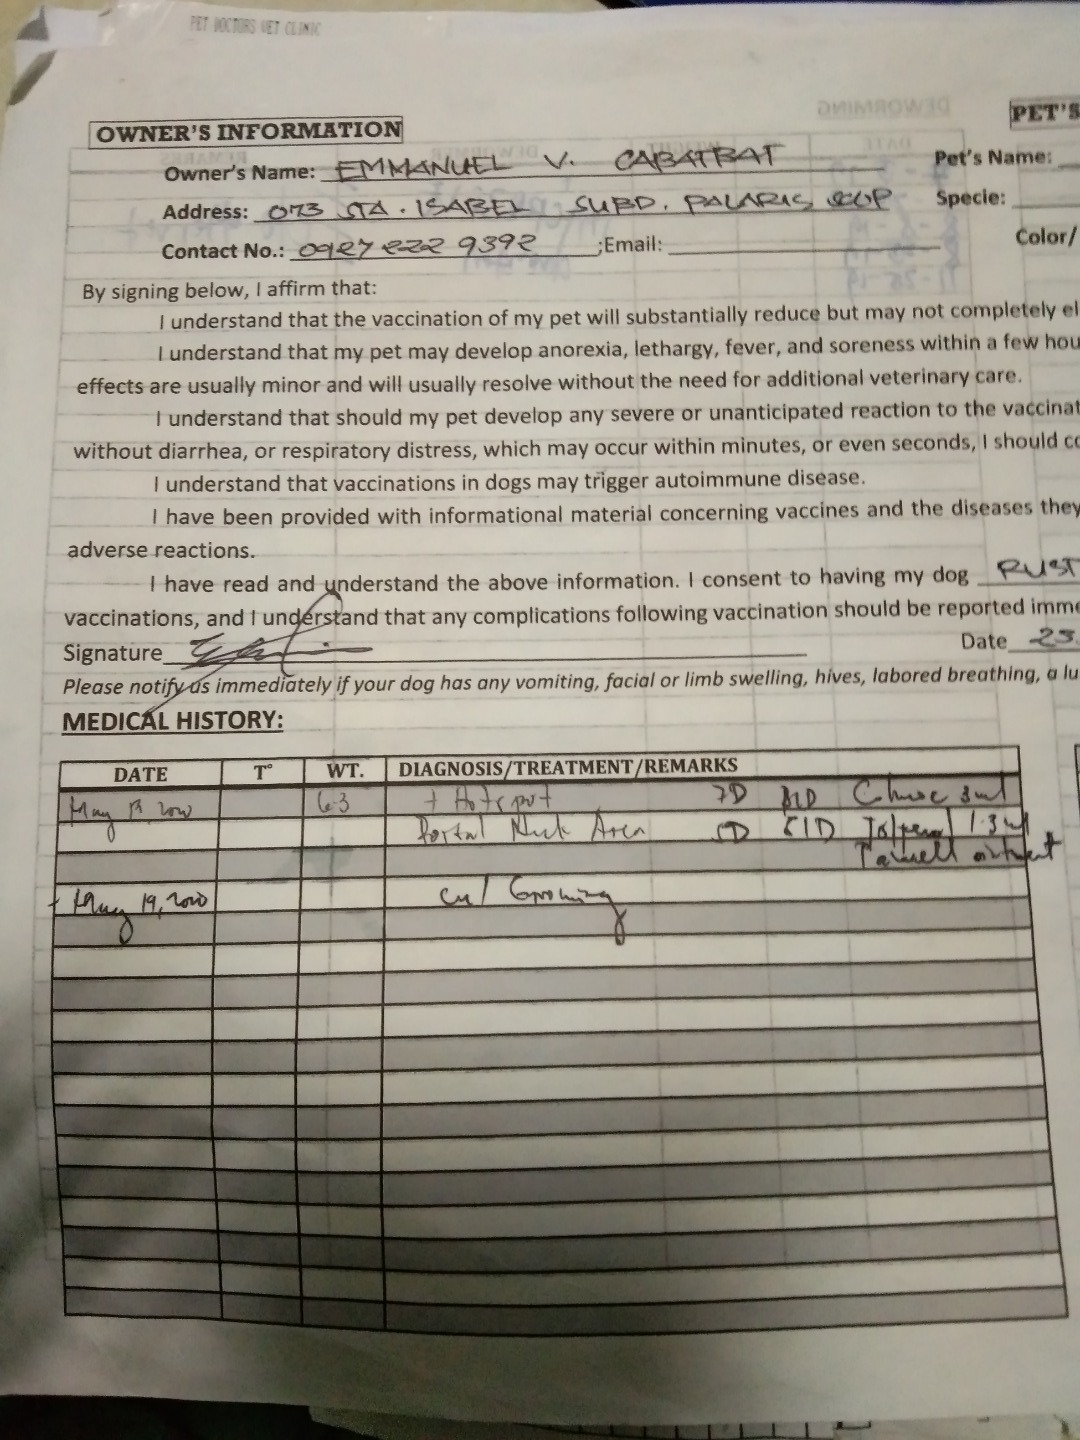 PET DOCTORS VET CLINIC
OWNER'S INFORMATION
PET'S
Owner's Name: EMMANUEL V. CABATBAT
Pet's Name:
Address: 073 STA. ISABEL SUBD. PALARIS
Specie:
Contact No.: 0927 222 9392 ;Email:
Color/
By signing below, I affirm that:
I understand that the vaccination of my pet will substantially reduce but may not completely el
I understand that my pet may develop anorexia, lethargy, fever, and soreness within a few hou
effects are usually minor and will usually resolve without the need for additional veterinary care.
I understand that should my pet develop any severe or unanticipated reaction to the vaccinat
without diarrhea, or respiratory distress, which may occur within minutes, or even seconds, I should co
I understand that vaccinations in dogs may trigger autoimmune disease.
I have been provided with informational material concerning vaccines and the diseases they
adverse reactions.
I have read and understand the above information. I consent to having my dog RUST
vaccinations, and I understand that any complications following vaccination should be reported imme
Signature
Date 23.
Please notify us immediately if your dog has any vomiting, facial or limb swelling, hives, labored breathing, a lu
MEDICAL HISTORY:
DATE T° WT. DIAGNOSIS/TREATMENT/REMARKS
May 6.3 + Hotspot 7D BID 3ml
Neck Area 5D SID 1.3ml
ointment
May 19, 2020 Grooming